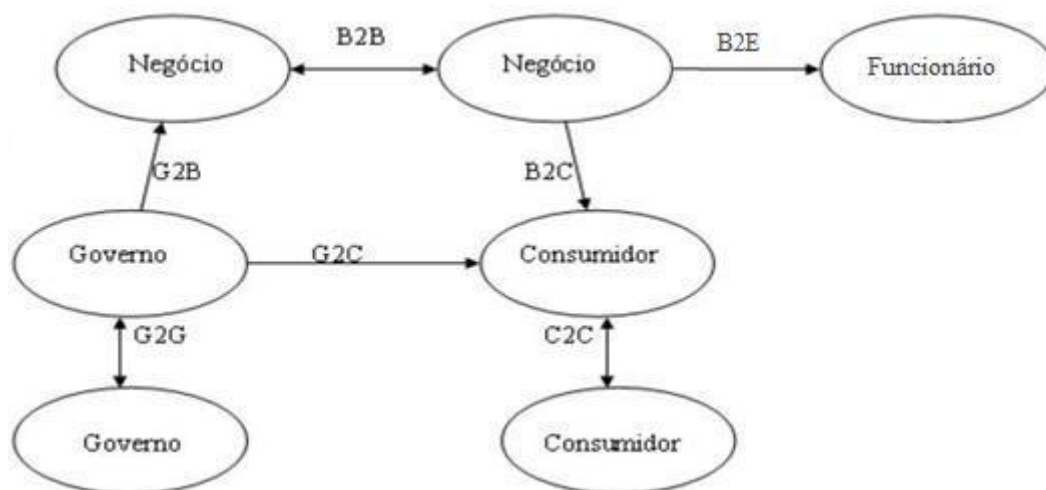 B2B
B2E
Negócio
Negócio
Funcionário
G2B
B2C
Governo
G2C
Consumidor
G2G
C2C
Governo
Consumidor